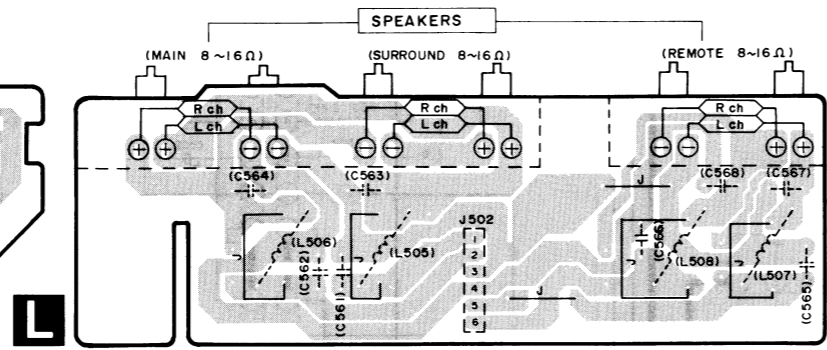 SPEAKERS
(MAIN 8~16Ω)
(SURROUND 8~16Ω)
(REMOTE 8~16Ω)
R ch
L ch
R ch
L ch
R ch
L ch
+ + − −
− − + +
− − + +
(C564)
(C563)
J
(C568)
(C567)
J502
1
2
3
4
5
6
(L506)
(L505)
(C562)
(C561)
J
J
J
(C566)
(L508)
(L507)
(C565)
J
J
L